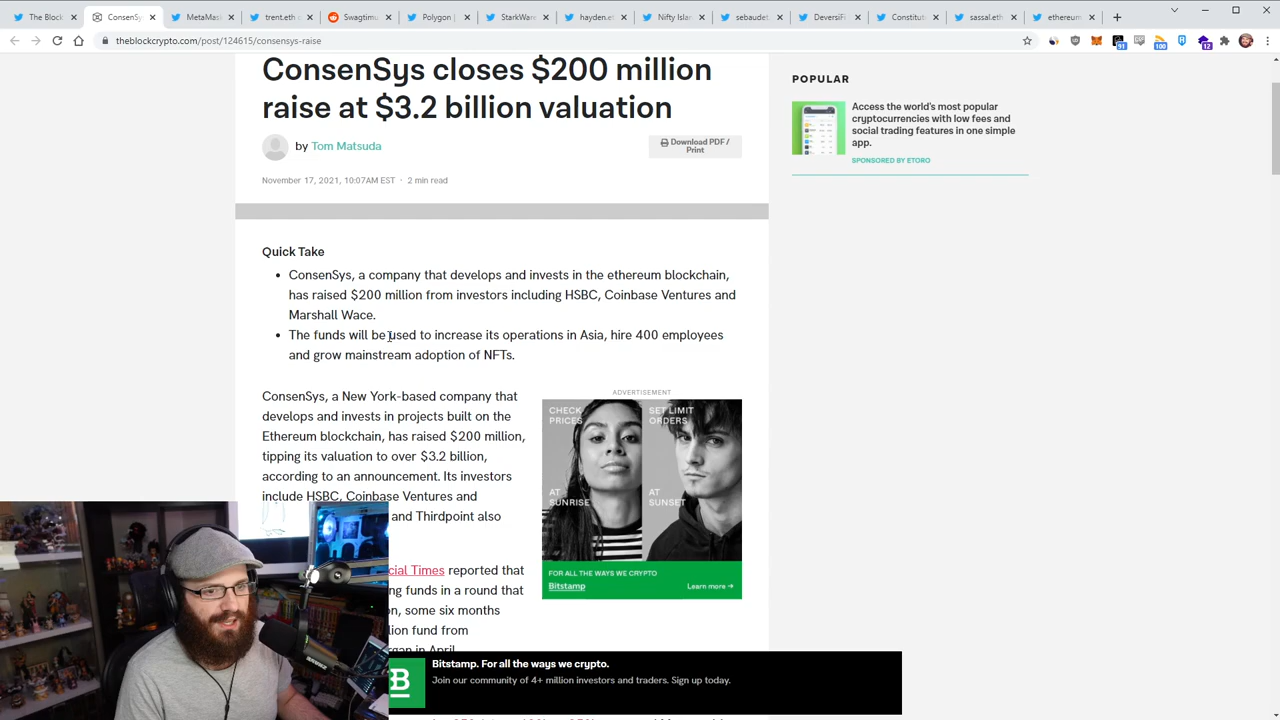 The Block
ConsenSys
MetaMas
trent.eth
Swagtimu
Polygon |
StarkWare
hayden.et
Nifty Islan
sebaudet.
DeversiFi
Constituti
sassal.eth
ethereum
theblockcrypto.com/post/124615/consensys-raise
91
100
12
ConsenSys closes $200 million
raise at $3.2 billion valuation
by Tom Matsuda
Download PDF /
Print
November 17, 2021, 10:07AM EST · 2 min read
POPULAR
Access the world's most popular
cryptocurrencies with low fees and
social trading features in one simple
app.
SPONSORED BY ETORO
Quick Take
ConsenSys, a company that develops and invests in the ethereum blockchain,
has raised $200 million from investors including HSBC, Coinbase Ventures and
Marshall Wace.
The funds will be used to increase its operations in Asia, hire 400 employees
and grow mainstream adoption of NFTs.
ConsenSys, a New York-based company that
develops and invests in projects built on the
Ethereum blockchain, has raised $200 million,
tipping its valuation to over $3.2 billion,
according to an announcement. Its investors
include HSBC, Coinbase Ventures and
and Thirdpoint also
cial Times reported that
ng funds in a round that
on, some six months
lion fund from
organ in April
ADVERTISEMENT
CHECK
PRICES
SET LIMIT
ORDERS
AT
SUNRISE
AT
SUNSET
FOR ALL THE WAYS WE CRYPTO
Bitstamp
Learn more →
B
Bitstamp. For all the ways we crypto.
Join our community of 4+ million investors and traders. Sign up today.